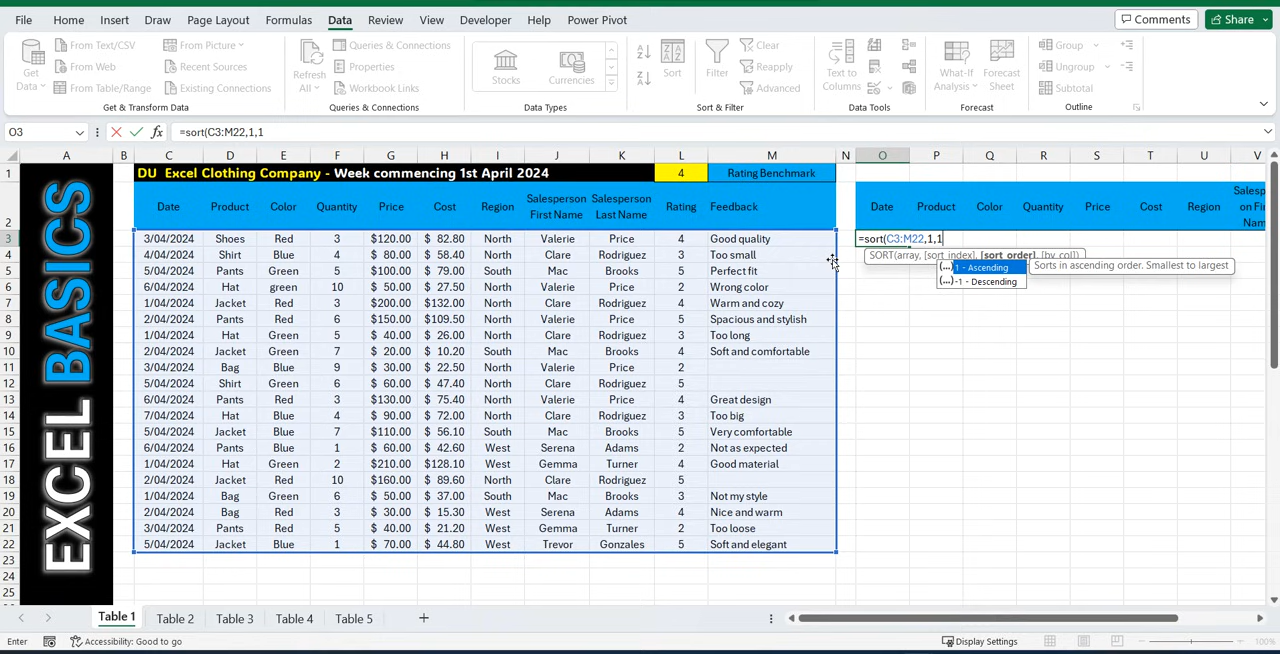 File Home Insert Draw Page Layout Formulas Data Review View Developer Help Power Pivot Comments Share
Get Data From Text/CSV From Web From Table/Range From Picture Recent Sources Existing Connections
Refresh All Queries & Connections Properties Workbook Links
Stocks Currencies
Sort Filter Clear Reapply Advanced
Text to Columns
What-If Analysis Forecast Sheet
Group Ungroup Subtotal
Get & Transform Data Queries & Connections Data Types Sort & Filter Data Tools Forecast Outline
O3 fx =sort(C3:M22,1,1
A B C D E F G H I J K L M N O P Q R S T U V
1 DU Excel Clothing Company - Week commencing 1st April 2024 4 Rating Benchmark
2 Date Product Color Quantity Price Cost Region Salesperson First Name Salesperson Last Name Rating Feedback Date Product Color Quantity Price Cost Region Salesp on Fir Nam
3 3/04/2024 Shoes Red 3 $120.00 $ 82.80 North Valerie Price 4 Good quality =sort(C3:M22,1,1
4 4/04/2024 Shirt Red 4 $ 80.00 $ 58.40 North Clare Rodriguez 3 Too small SORT(array, [sort_index], [sort_order], [by_col])
5 5/04/2024 Pants Green 5 $100.00 $ 79.00 South Mac Brooks 5 Perfect fit (...) 1 - Ascending Sorts in ascending order. Smallest to largest
6 6/04/2024 Hat green 10 $ 50.00 $ 27.50 North Valerie Price 2 Wrong color (...) -1 - Descending
7 1/04/2024 Jacket Red 3 $200.00 $132.00 North Clare Rodriguez 4 Warm and cozy
8 2/04/2024 Pants Red 6 $150.00 $109.50 North Valerie Price 5 Spacious and stylish
9 1/04/2024 Hat Green 5 $ 40.00 $ 26.00 North Clare Rodriguez 3 Too long
10 2/04/2024 Jacket Green 7 $ 20.00 $ 10.20 South Mac Brooks 4 Soft and comfortable
11 3/04/2024 Bag Blue 9 $ 30.00 $ 22.50 North Valerie Price 2
12 5/04/2024 Shirt green 6 $ 60.00 $ 47.40 North Clare Rodriguez 5
13 6/04/2024 Pants Red 3 $130.00 $ 75.40 North Valerie Price 4 Great design
14 7/04/2024 Hat Blue 4 $ 90.00 $ 72.00 North Clare Rodriguez 3 Too big
15 5/04/2024 Jacket Blue 7 $110.00 $ 56.10 South Mac Brooks 5 Very comfortable
16 6/04/2024 Pants Blue 1 $ 60.00 $ 42.60 West Serena Adams 2 Not as expected
17 1/04/2024 Hat Green 2 $210.00 $128.10 West Gemma Turner 4 Good material
18 2/04/2024 Jacket Red 10 $160.00 $ 89.60 North Clare Rodriguez 5
19 1/04/2024 Bag Green 6 $ 50.00 $ 37.00 South Mac Brooks 3 Not my style
20 2/04/2024 Bag Red 3 $ 30.00 $ 15.30 West Serena Adams 4 Nice and warm
21 3/04/2024 Pants Red 5 $ 40.00 $ 21.20 West Gemma Turner 2 Too loose
22 5/04/2024 Jacket Blue 1 $ 70.00 $ 44.80 West Trevor Gonzales 5 Soft and elegant
23
24
25
EXCEL BASICS
Table 1 Table 2 Table 3 Table 4 Table 5
Enter Accessibility: Good to go Display Settings 100%